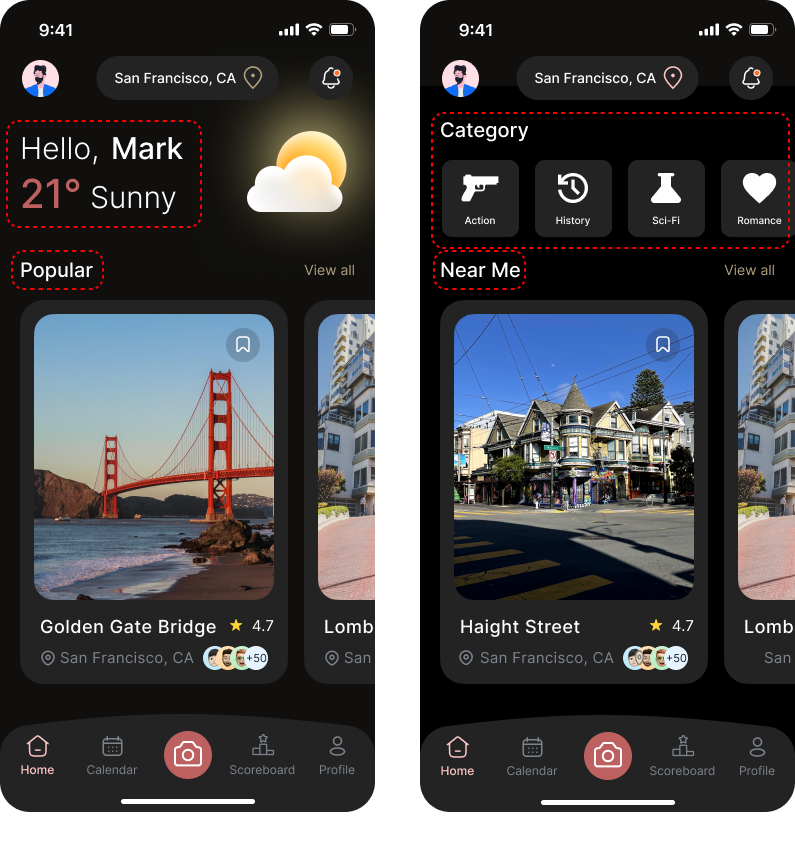 9:41
San Francisco, CA
Hello, Mark
21° Sunny
Popular
View all
Golden Gate Bridge
4.7
Lomb
San Francisco, CA
+50
San
Home
Calendar
Scoreboard
Profile
9:41
San Francisco, CA
Category
Action
History
Sci-Fi
Romance
Near Me
View all
Haight Street
4.7
Lomb
San Francisco, CA
+50
San
Home
Calendar
Scoreboard
Profile